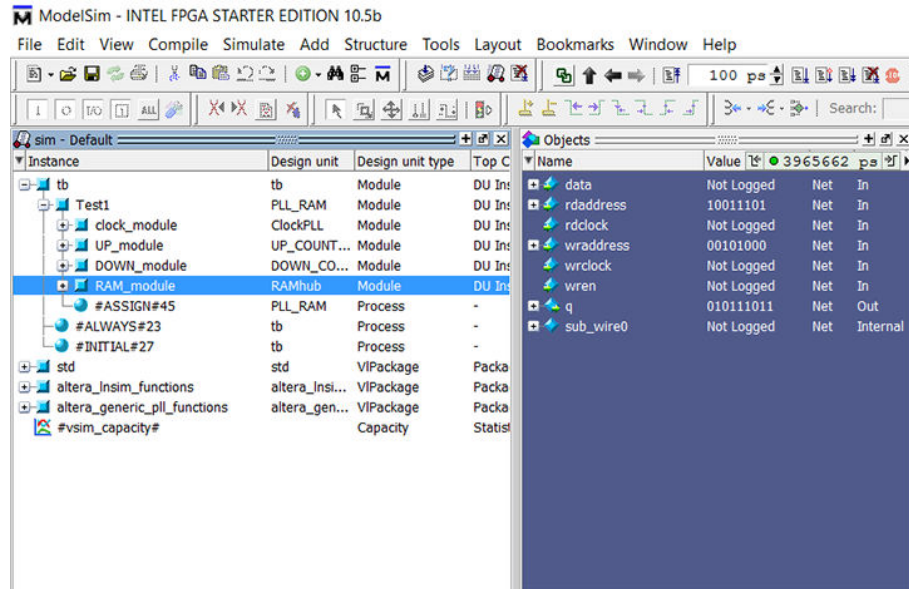 ModelSim - INTEL FPGA STARTER EDITION 10.5b
File Edit View Compile Simulate Add Structure Tools Layout Bookmarks Window Help
100 ps
ALL Search:
sim - Default
Instance Design unit Design unit type Top C
tb tb Module DU Ins
Test1 PLL_RAM Module DU Ins
clock_module ClockPLL Module DU Ins
UP_module UP_COUNT... Module DU Ins
DOWN_module DOWN_CO... Module DU Ins
RAM_module RAMhub Module DU Ins
#ASSIGN#45 PLL_RAM Process -
#ALWAYS#23 tb Process -
#INITIAL#27 tb Process -
std std VlPackage Packa
altera_lnsim_functions altera_lnsi... VlPackage Packa
altera_generic_pll_functions altera_gen... VlPackage Packa
#vsim_capacity# Capacity Statist
Objects
Name Value 3965662 ps
data Not Logged Net In
rdaddress 10011101 Net In
rdclock Not Logged Net In
wraddress 00101000 Net In
wrclock Not Logged Net In
wren Not Logged Net In
q 010111011 Net Out
sub_wire0 Not Logged Net Internal